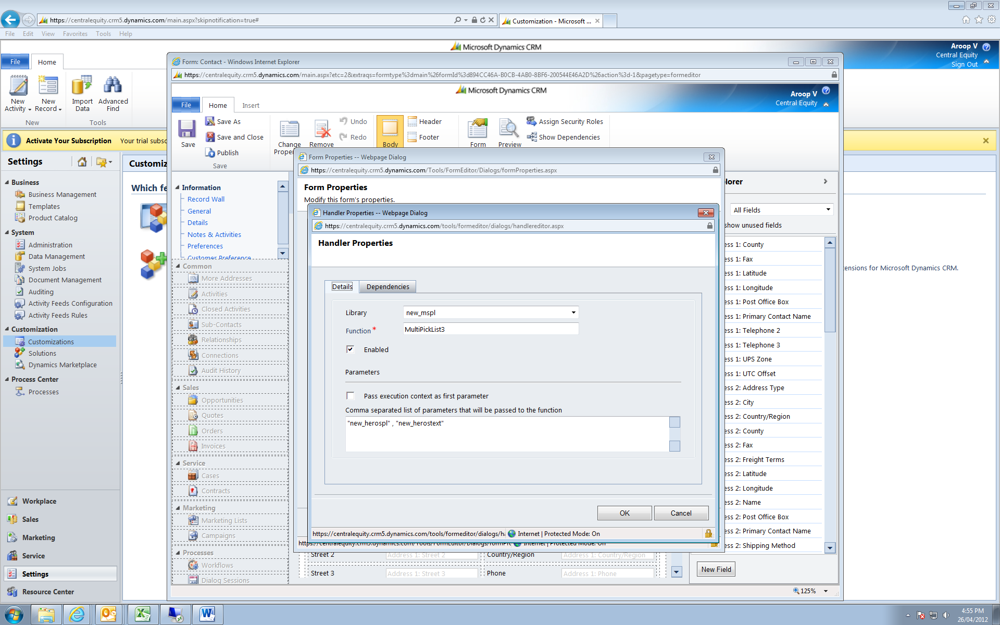 https://centralequity.crm5.dynamics.com/main.aspx?skipnotification=true#
Customization - Microsoft ...
File Edit View Favorites Tools Help
Microsoft Dynamics CRM
Aroop V
Central Equity
Sign Out
File Home
New Activity
New Record
Import Data
Advanced Find
New
Tools
Activate Your Subscription Your trial subsc
Settings
Business
Business Management
Templates
Product Catalog
System
Administration
Data Management
System Jobs
Document Management
Auditing
Activity Feeds Configuration
Activity Feeds Rules
Customization
Customizations
Solutions
Dynamics Marketplace
Process Center
Processes
Workplace
Sales
Marketing
Service
Settings
Resource Center
Customiz
Which fe
tensions for Microsoft Dynamics CRM.
Form: Contact - Windows Internet Explorer
https://centralequity.crm5.dynamics.com/main.aspx?etc=2&extraqs=formtype%3dmain%26formId%3d894CC46A-B0CB-4AB0-8BF6-200544E46A2D%26action%3d-1&pagetype=formeditor
Microsoft Dynamics CRM
Aroop V
Central Equity
File Home Insert
Save
Save As
Save and Close
Publish
Save
Change
Proper
Remove
Undo
Redo
Body
Header
Footer
Form
Preview
Assign Security Roles
Show Dependencies
Information
Record Wall
General
Details
Notes & Activities
Preferences
Customer Preference
Common
More Addresses
Activities
Closed Activities
Sub-Contacts
Relationships
Connections
Audit History
Sales
Opportunities
Quotes
Orders
Invoices
Service
Cases
Contracts
Marketing
Marketing Lists
Campaigns
Processes
Workflows
Dialog Sessions
Form Properties -- Webpage Dialog
https://centralequity.crm5.dynamics.com/Tools/FormEditor/Dialogs/formProperties.aspx
Form Properties
Modify this form's properties.
Handler Properties -- Webpage Dialog
https://centralequity.crm5.dynamics.com/tools/formeditor/dialogs/handlereditor.aspx
Handler Properties
Details Dependencies
Library new_mspl
Function * MultiPickList3
Enabled
Parameters
Pass execution context as first parameter
Comma separated list of parameters that will be passed to the function
"new_herospl" , "new_herostext"
OK Cancel
https://centralequity.crm5.dynamics.com/tools/formeditor/dialogs/ha Internet | Protected Mode: On
https://centralequity.crm5.dynamics.com/Tools/FormEditor/Dialogs/formPrc Internet | Protected Mode: On
Street 2 Address 1: Street 2 Country/Region Address 1: Country/Region
Street 3 Address 1: Street 3 Phone Address 1: Phone
lorer
All Fields
show unused fields
ess 1: County
ess 1: Fax
ess 1: Latitude
ess 1: Longitude
ess 1: Post Office Box
ess 1: Primary Contact Name
ess 1: Telephone 2
ess 1: Telephone 3
ess 1: UPS Zone
ess 1: UTC Offset
ess 2: Address Type
ess 2: City
ess 2: Country/Region
ess 2: County
ess 2: Fax
ess 2: Freight Terms
ess 2: Latitude
ess 2: Longitude
ess 2: Name
ess 2: Post Office Box
ess 2: Primary Contact Name
ess 2: Shipping Method
New Field
125%
4:55 PM
26/04/2012